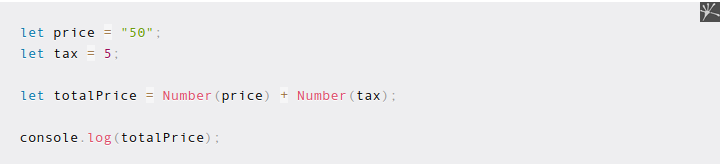 let price = "50";
let tax = 5;
let totalPrice = Number(price) + Number(tax);
console.log(totalPrice);